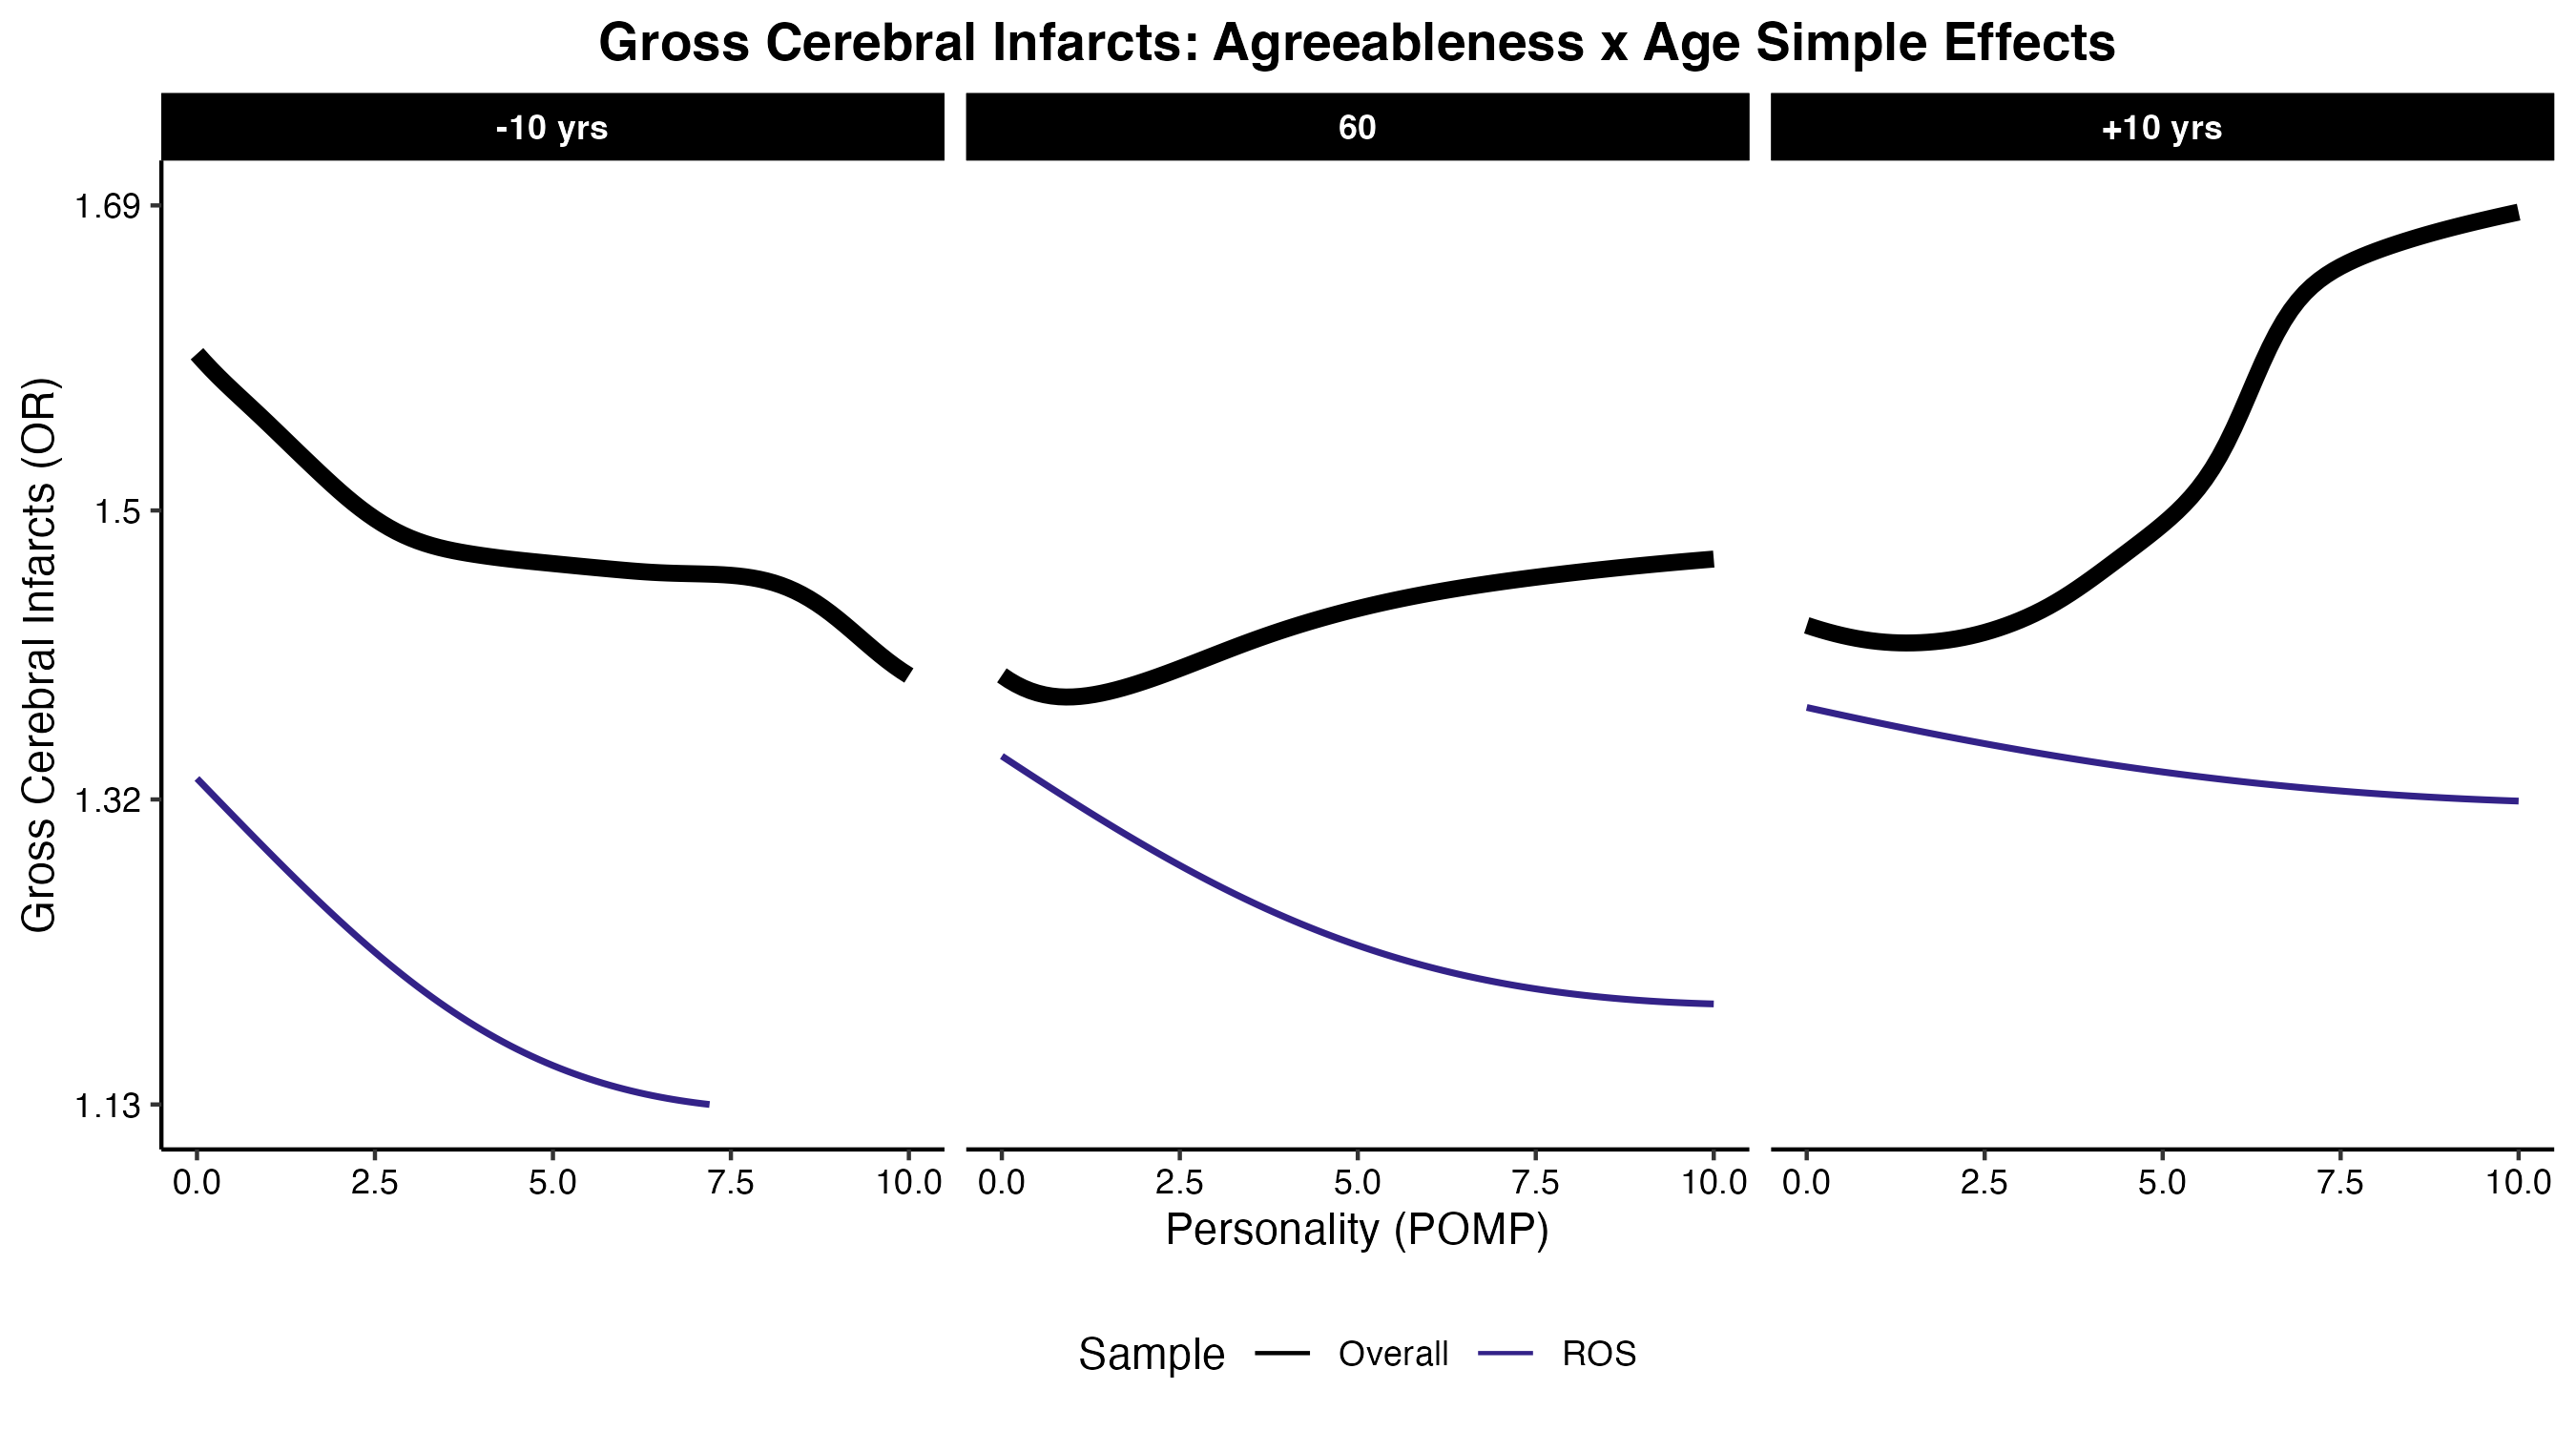 Gross Cerebral Infarcts: Agreeableness x Age Simple Effects
-10 yrs
60
+10 yrs
Gross Cerebral Infarcts (OR)
1.69
1.5
1.32
1.13
0.0 2.5 5.0 7.5 10.0
0.0 2.5 5.0 7.5 10.0
0.0 2.5 5.0 7.5 10.0
Personality (POMP)
Sample Overall ROS